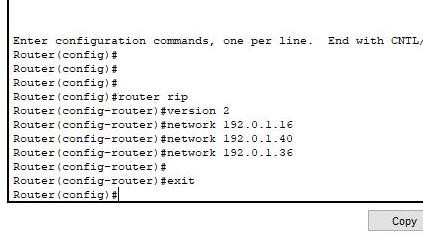 Enter configuration commands, one per line.  End with CNTL/
Router(config)#
Router(config)#
Router(config)#
Router(config)#router rip
Router(config-router)#version 2
Router(config-router)#network 192.0.1.16
Router(config-router)#network 192.0.1.40
Router(config-router)#network 192.0.1.36
Router(config-router)#
Router(config-router)#exit
Router(config)#
Copy